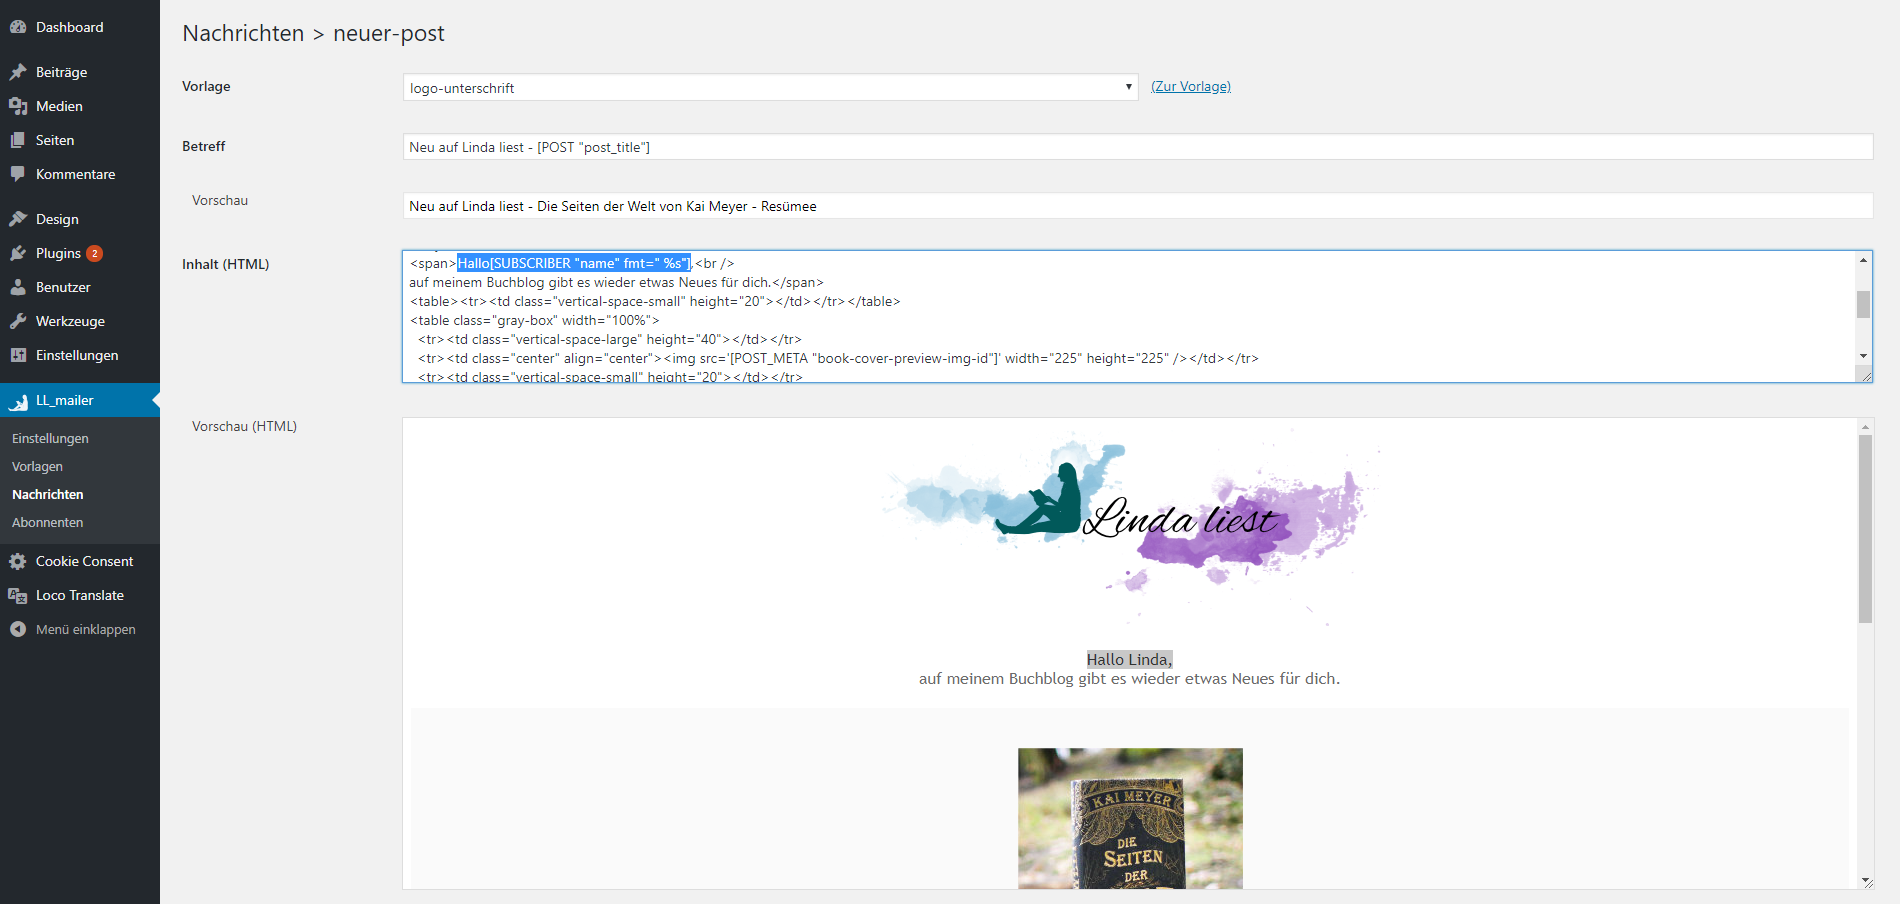 Dashboard
Beiträge
Medien
Seiten
Kommentare
Design
Plugins 2
Benutzer
Werkzeuge
Einstellungen
LL_mailer
Einstellungen
Vorlagen
Nachrichten
Abonnenten
Cookie Consent
Loco Translate
Menü einklappen
Nachrichten > neuer-post
Vorlage
logo-unterschrift
(Zur Vorlage)
Betreff
Neu auf Linda liest - [POST "post_title"]
Vorschau
Neu auf Linda liest - Die Seiten der Welt von Kai Meyer - Resümee
Inhalt (HTML)
<span>Hallo[SUBSCRIBER "name" fmt=" %s"],<br />
auf meinem Buchblog gibt es wieder etwas Neues für dich.</span>
<table><tr><td class="vertical-space-small" height="20"></td></tr></table>
<table class="gray-box" width="100%">
<tr><td class="vertical-space-large" height="40"></td></tr>
<tr><td class="center" align="center"><img src='[POST_META "book-cover-preview-img-id"]' width="225" height="225" /></td></tr>
<tr><td class="vertical-space-small" height="20"></td></tr>
Vorschau (HTML)
Linda liest
Hallo Linda,
auf meinem Buchblog gibt es wieder etwas Neues für dich.
KAI MEYER
DIE
SEITEN
DER